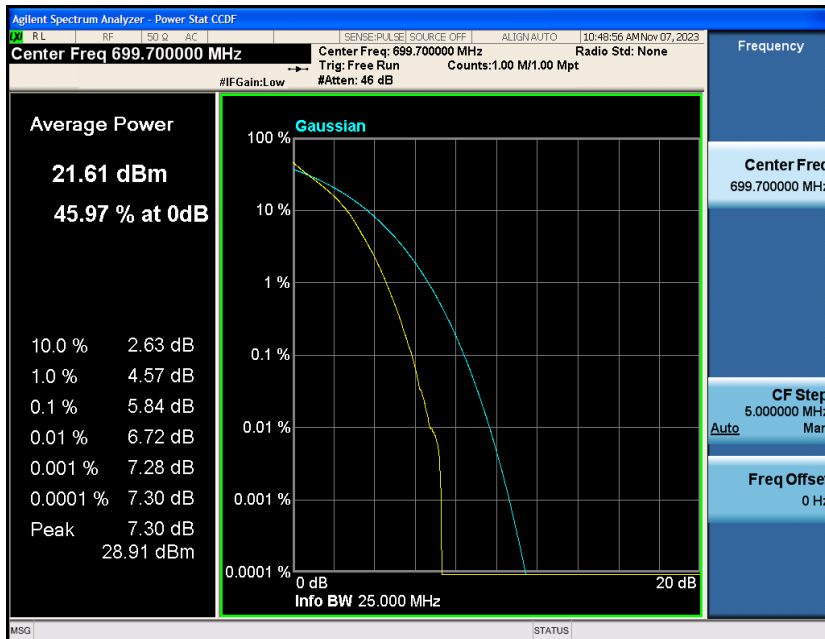 Agilent Spectrum Analyzer - Power Stat CCDF
LXI RL RF 50 Ω AC SENSE:PULSE SOURCE OFF ALIGN AUTO 10:48:56 AM Nov 07, 2023
Center Freq 699.700000 MHz
Center Freq: 699.700000 MHz Radio Std: None
Trig: Free Run Counts:1.00 M/1.00 Mpt
#IFGain:Low #Atten: 46 dB
Average Power
21.61 dBm
45.97 % at 0dB
10.0 % 2.63 dB
1.0 % 4.57 dB
0.1 % 5.84 dB
0.01 % 6.72 dB
0.001 % 7.28 dB
0.0001 % 7.30 dB
Peak 7.30 dB
28.91 dBm
Gaussian
100 %
10 %
1 %
0.1 %
0.01 %
0.001 %
0.0001 %
0 dB 20 dB
Info BW 25.000 MHz
Frequency
Center Freq
699.700000 MHz
CF Step
5.000000 MHz
Auto Man
Freq Offset
0 Hz
MSG STATUS